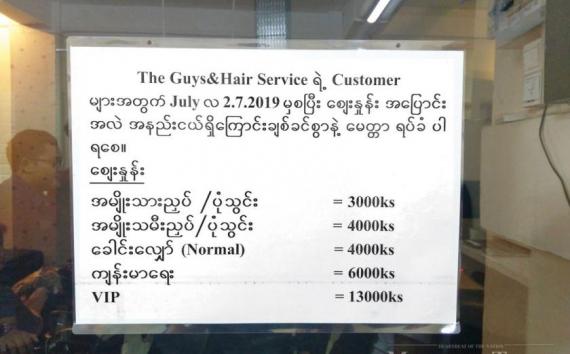 The Guys&Hair Service ရဲ့ Customer
များအတွက် July လ 2.7.2019 မှစပြီး စျေးနှုန်း အပြောင်း
အလဲ အနည်းငယ်ရှိကြောင်းချစ်ခင်စွာနဲ့ မေတ္တာ ရပ်ခံ ပါ
ရစေ။
စျေးနှုန်း
အမျိုးသားညှပ် /ပုံသွင်း = 3000ks
အမျိုးသမီးညှပ်/ပုံသွင်း = 4000ks
ခေါင်းလျှော် (Normal) = 4000ks
ကျန်းမာရေး = 6000ks
VIP = 13000ks